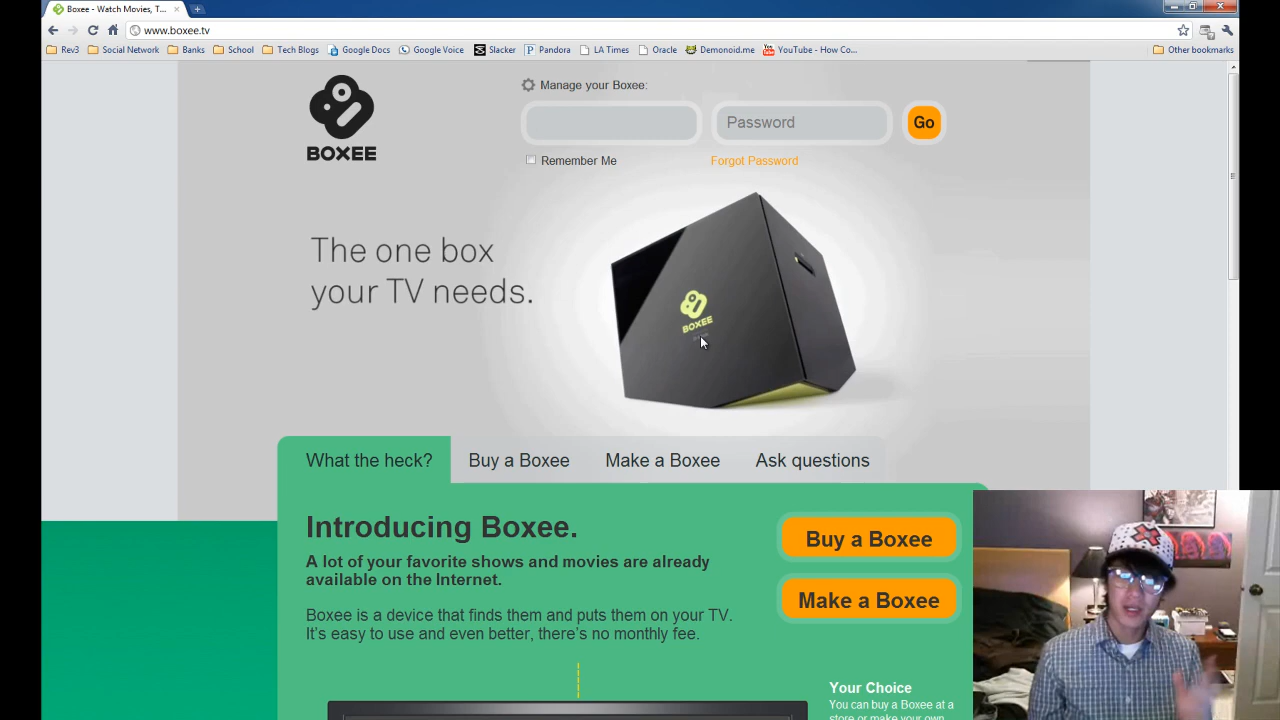 Boxee - Watch Movies, T...
www.boxee.tv
Rev3 Social Network Banks School Tech Blogs Google Docs Google Voice Slacker Pandora LA Times Oracle Demonoid.me YouTube - How Co... Other bookmarks
Manage your Boxee:
Password
Go
BOXEE
Remember Me
Forgot Password
The one box
your TV needs.
BOXEE
What the heck?
Buy a Boxee
Make a Boxee
Ask questions
Introducing Boxee.
A lot of your favorite shows and movies are already
available on the Internet.
Boxee is a device that finds them and puts them on your TV.
It's easy to use and even better, there's no monthly fee.
Buy a Boxee
Make a Boxee
Your Choice
You can buy a Boxee at a
store or make your own